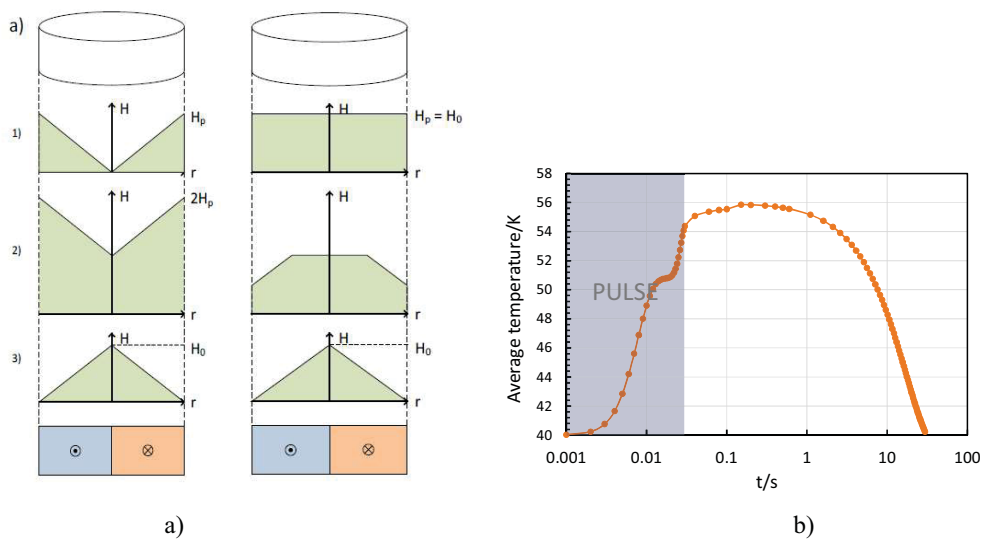 a)
H
H
1)
Hₚ
Hₚ = H₀
r
r
H
H
2)
2Hₚ
H
H
3)
H₀
H₀
r
r
⊙ ⊗
⊙ ⊗
a)
58
56
54
52
50
48
46
44
42
40
Average temperature/K
PULSE
0.001 0.01 0.1 1 10 100
t/s
b)